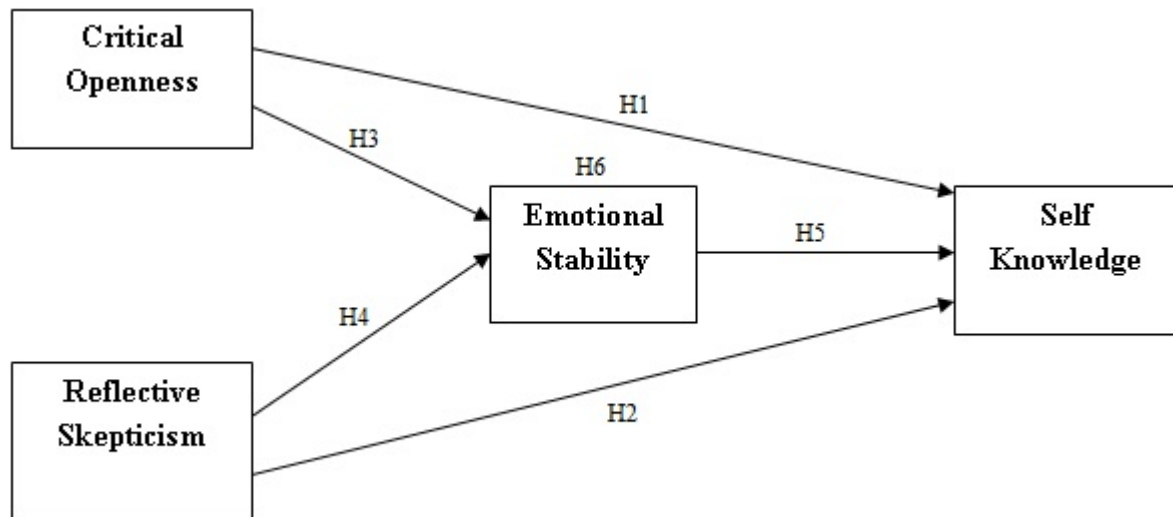 Critical
Openness
H1
H3
H6
Emotional
Stability
H5
Self
Knowledge
H4
Reflective
Skepticism
H2